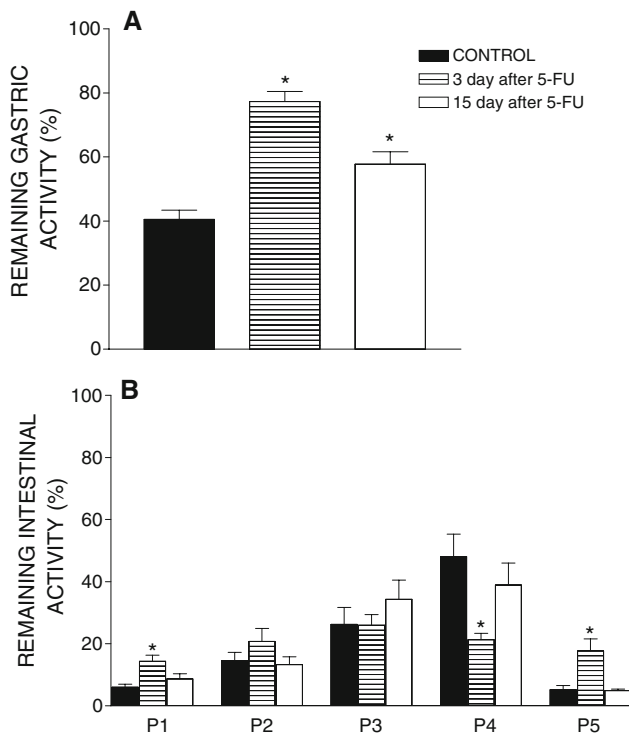 A
REMAINING GASTRIC
ACTIVITY (%)
100
80
60
40
20
0
*
*
CONTROL
3 day after 5-FU
15 day after 5-FU
B
REMAINING INTESTINAL
ACTIVITY (%)
100
80
60
40
20
0
*
*
*
P1 P2 P3 P4 P5